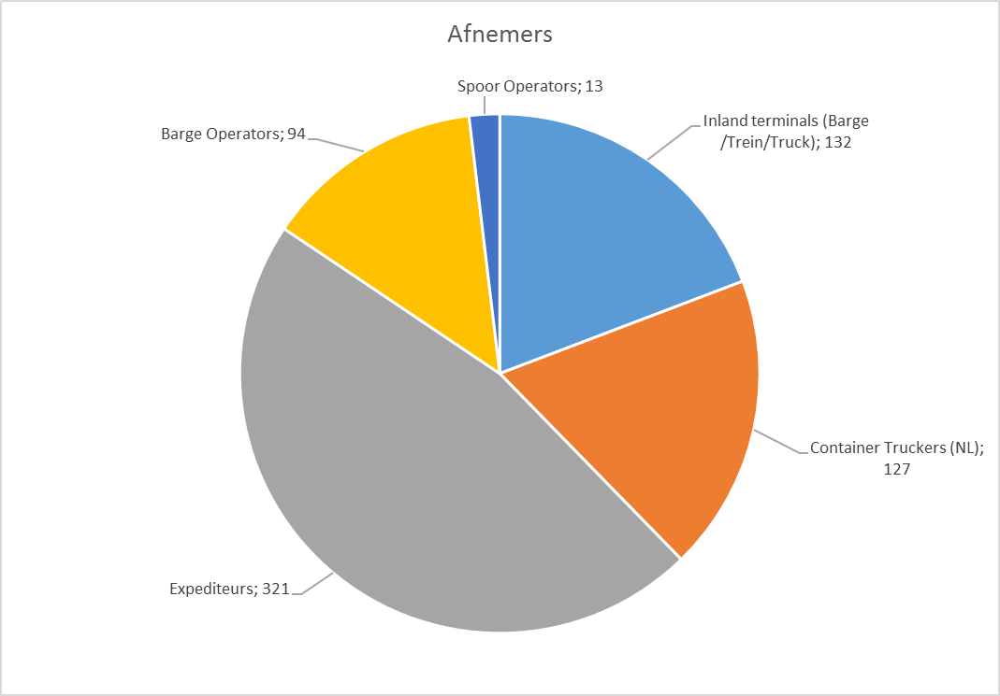 Afnemers
Spoor Operators; 13
Inland terminals (Barge
/Trein/Truck); 132
Barge Operators; 94
Container Truckers (NL);
127
Expediteurs; 321